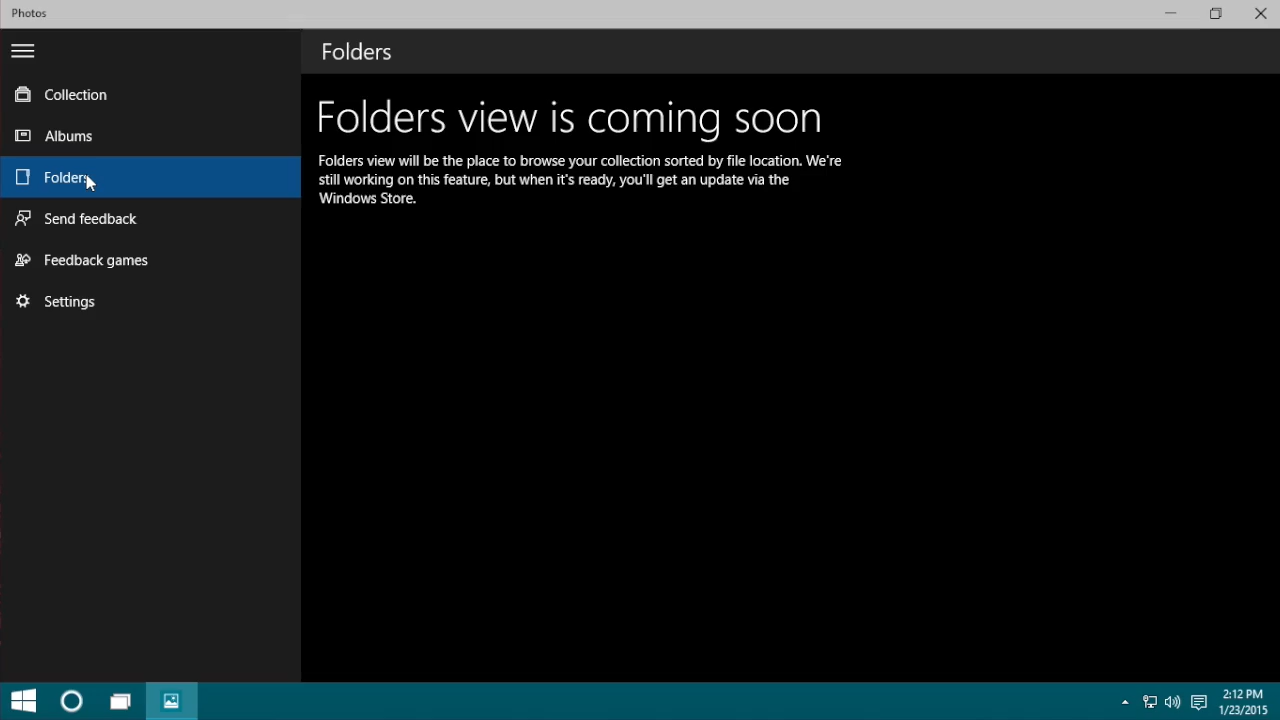 Photos
Folders
Collection
Albums
Folders
Send feedback
Feedback games
Settings
Folders view is coming soon
Folders view will be the place to browse your collection sorted by file location. We're
still working on this feature, but when it's ready, you'll get an update via the
Windows Store.
2:12 PM
1/23/2015